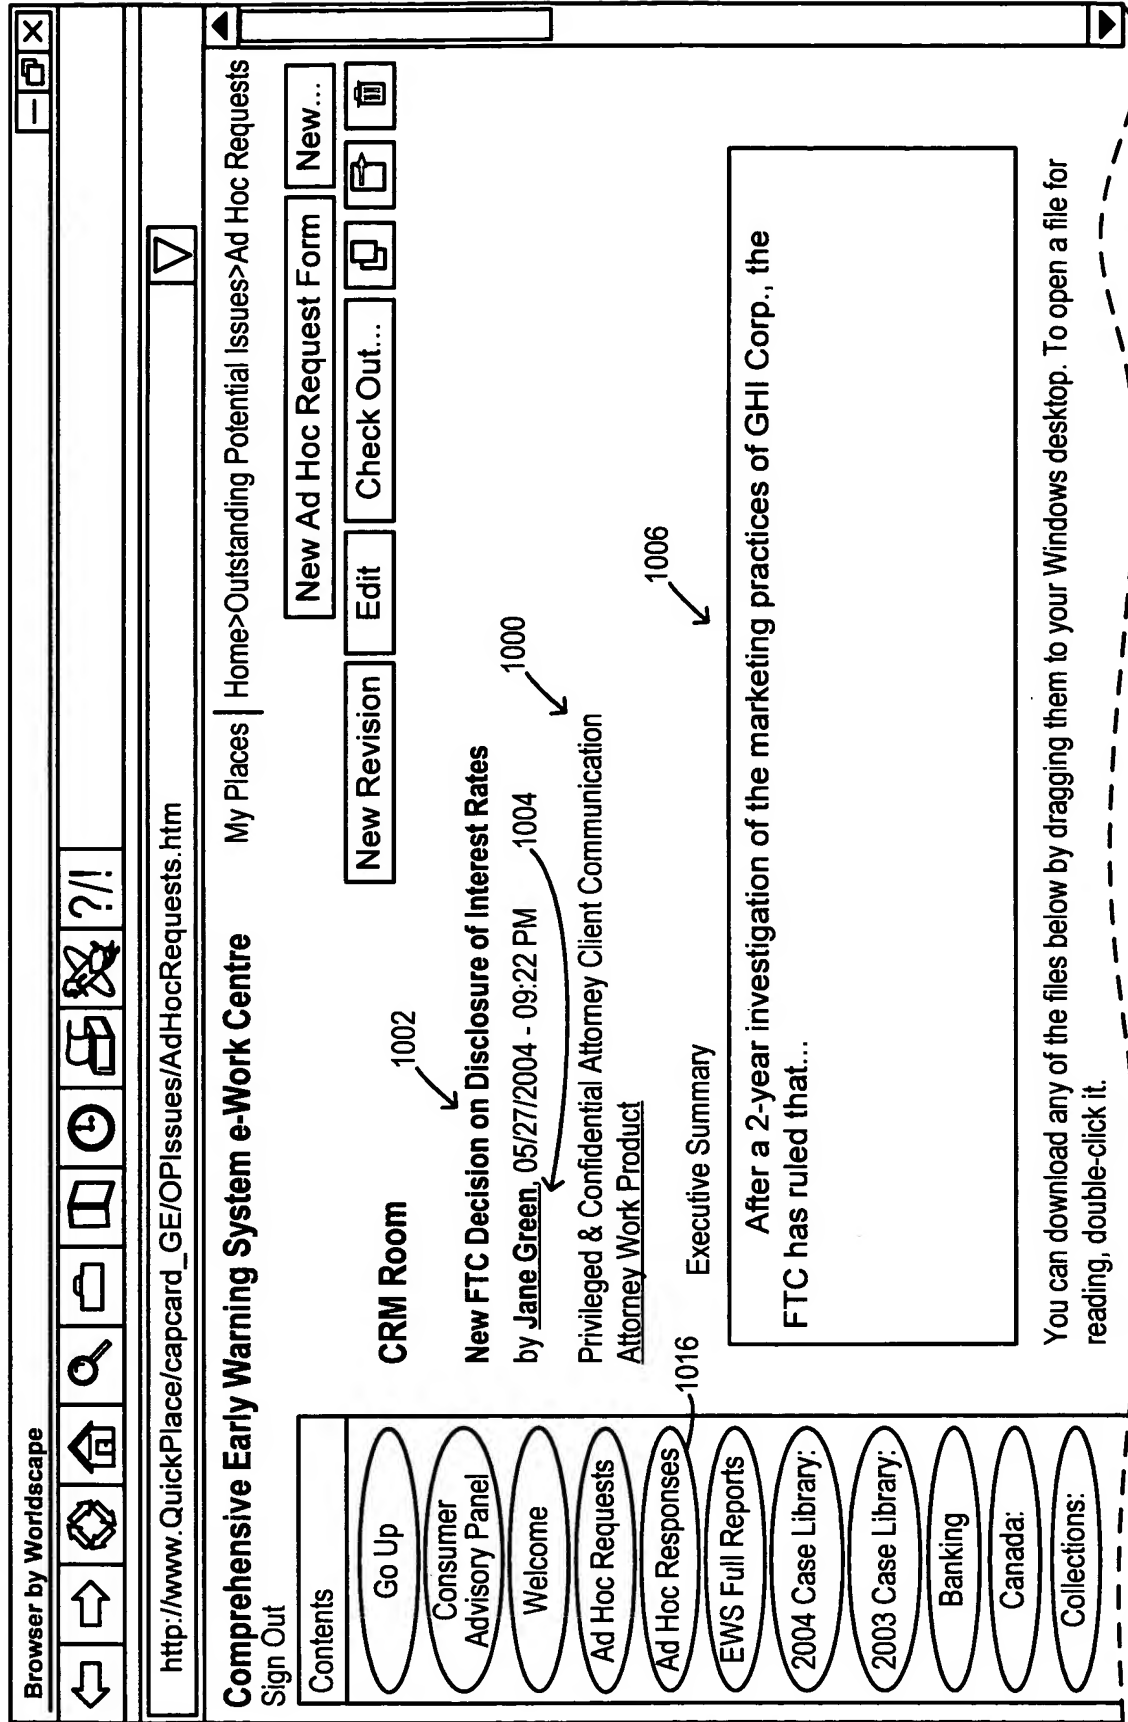 Browser by Worldscape
?/!
http://www.QuickPlace/capcard_GE/OPIssues/AdHocRequests.htm
Comprehensive Early Warning System e-Work Centre
My Places | Home>Outstanding Potential Issues>Ad Hoc Requests
Sign Out
New Ad Hoc Request Form
New...
New Revision
Edit
Check Out...
Contents
Go Up
Consumer
Advisory Panel
Welcome
Ad Hoc Requests
Ad Hoc Responses
EWS Full Reports
2004 Case Library:
2003 Case Library:
Banking
Canada:
Collections:
1016
CRM Room
1002
New FTC Decision on Disclosure of Interest Rates
by Jane Green, 05/27/2004 - 09:22 PM
1004
1000
Privileged & Confidential Attorney Client Communication
Attorney Work Product
Executive Summary
1006
After a 2-year investigation of the marketing practices of GHI Corp., the
FTC has ruled that...
You can download any of the files below by dragging them to your Windows desktop. To open a file for
reading, double-click it.